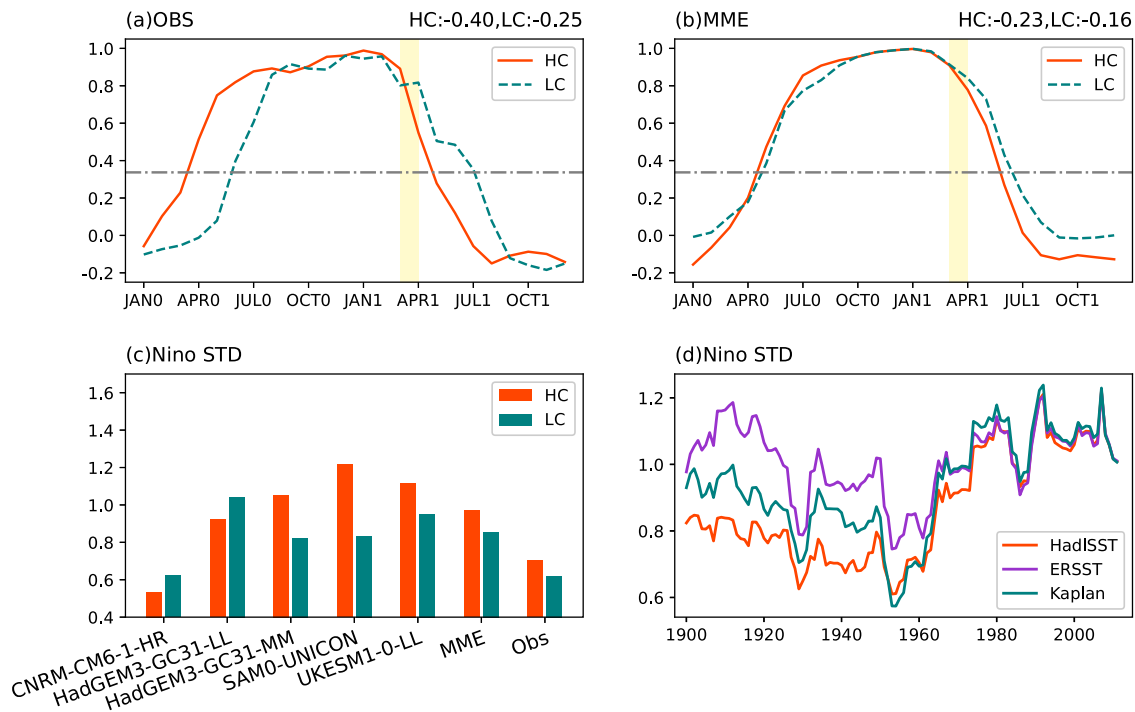 (a)OBS HC:-0.40,LC:-0.25
1.0
0.8
0.6
0.4
0.2
0.0
-0.2
HC
LC
JAN0 APR0 JUL0 OCT0 JAN1 APR1 JUL1 OCT1
(b)MME HC:-0.23,LC:-0.16
1.0
0.8
0.6
0.4
0.2
0.0
-0.2
HC
LC
JAN0 APR0 JUL0 OCT0 JAN1 APR1 JUL1 OCT1
(c)Nino STD
1.6
1.4
1.2
1.0
0.8
0.6
0.4
HC
LC
CNRM-CM6-1-HR
HadGEM3-GC31-LL
HadGEM3-GC31-MM
SAM0-UNICON
UKESM1-0-LL
MME
Obs
(d)Nino STD
1.2
1.0
0.8
0.6
HadISST
ERSST
Kaplan
1900 1920 1940 1960 1980 2000